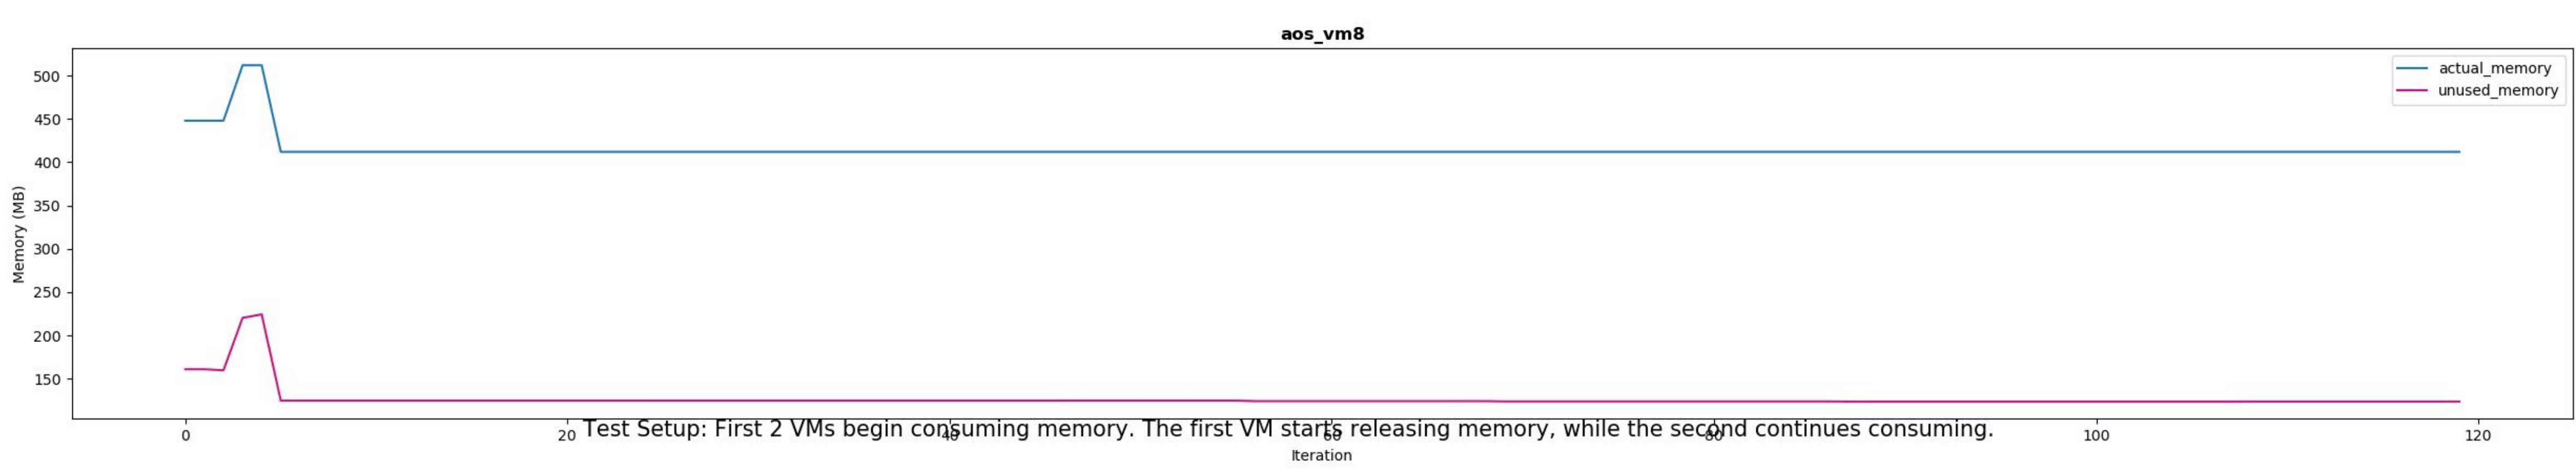 aos_vm8
500
450
400
350
300
250
200
150
Memory (MB)
actual_memory
unused_memory
0
20
40
60
80
100
120
Test Setup: First 2 VMs begin consuming memory. The first VM starts releasing memory, while the second continues consuming.
Iteration